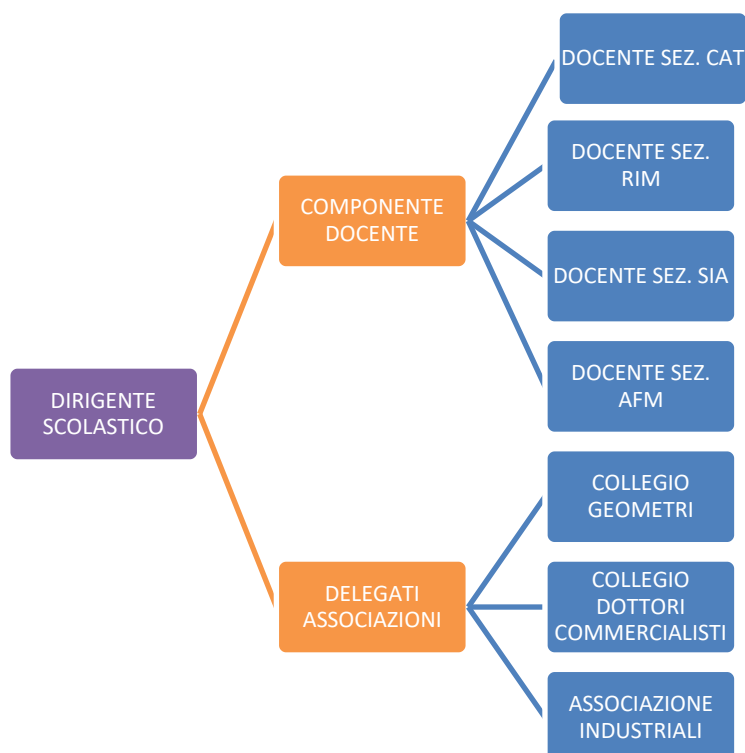 DIRIGENTE
SCOLASTICO
COMPONENTE
DOCENTE
DOCENTE SEZ. CAT
DOCENTE SEZ.
RIM
DOCENTE SEZ. SIA
DOCENTE SEZ.
AFM
DELEGATI
ASSOCIAZIONI
COLLEGIO
GEOMETRI
COLLEGIO
DOTTORI
COMMERCIALISTI
ASSOCIAZIONE
INDUSTRIALI